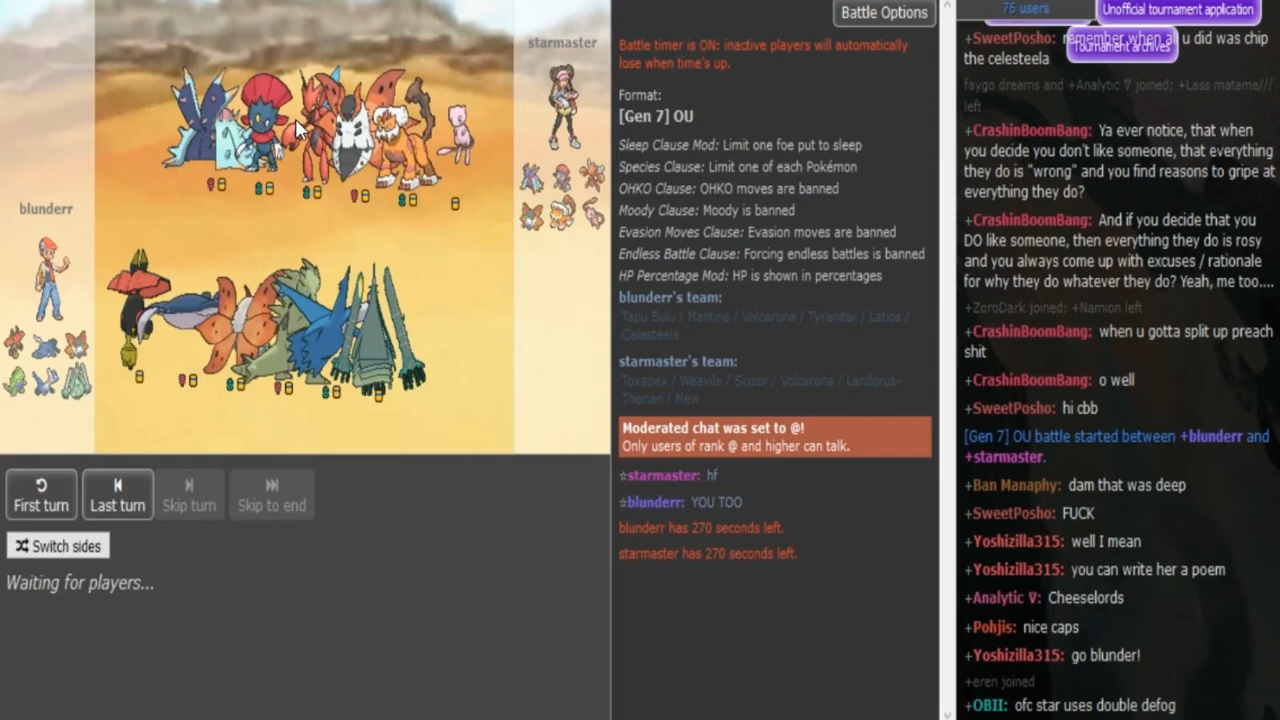 starmaster
blunderr
First turn
Last turn
Skip turn
Skip to end
Switch sides
Waiting for players...
Battle Options
Battle timer is ON: inactive players will automatically
lose when time's up.
Format:
[Gen 7] OU
Sleep Clause Mod: Limit one foe put to sleep
Species Clause: Limit one of each Pokémon
OHKO Clause: OHKO moves are banned
Moody Clause: Moody is banned
Evasion Moves Clause: Evasion moves are banned
Endless Battle Clause: Forcing endless battles is banned
HP Percentage Mod: HP is shown in percentages
blunderr's team:
Tapu Bulu / Mantine / Volcarona / Tyranitar / Latios /
Celesteela
starmaster's team:
Toxapex / Weavile / Scizor / Volcarona / Landorus-
Therian / Mew
Moderated chat was set to @!
Only users of rank @ and higher can talk.
☆starmaster: hf
☆blunderr: YOU TOO
blunderr has 270 seconds left.
starmaster has 270 seconds left.
76 users
Unofficial tournament application
Tournament archives
+SweetPosho: remember when all u did was chip
the celesteela
faygo dreams and +Analytic ∇ joined; +Lass matame///
left
+CrashinBoomBang: Ya ever notice, that when
you decide you don't like someone, that everything
they do is "wrong" and you find reasons to gripe at
everything they do?
+CrashinBoomBang: And if you decide that you
DO like someone, then everything they do is rosy
and you always come up with excuses / rationale
for why they do whatever they do? Yeah, me too....
+ZoroDark joined; +Namion left
+CrashinBoomBang: when u gotta split up preach
shit
+CrashinBoomBang: o well
+SweetPosho: hi cbb
[Gen 7] OU battle started between +blunderr and
+starmaster.
+Ban Manaphy: dam that was deep
+SweetPosho: FUCK
+Yoshizilla315: well I mean
+Yoshizilla315: you can write her a poem
+Analytic ∇: Cheeselords
+Pohjis: nice caps
+Yoshizilla315: go blunder!
+eren joined
+OBII: ofc star uses double defog